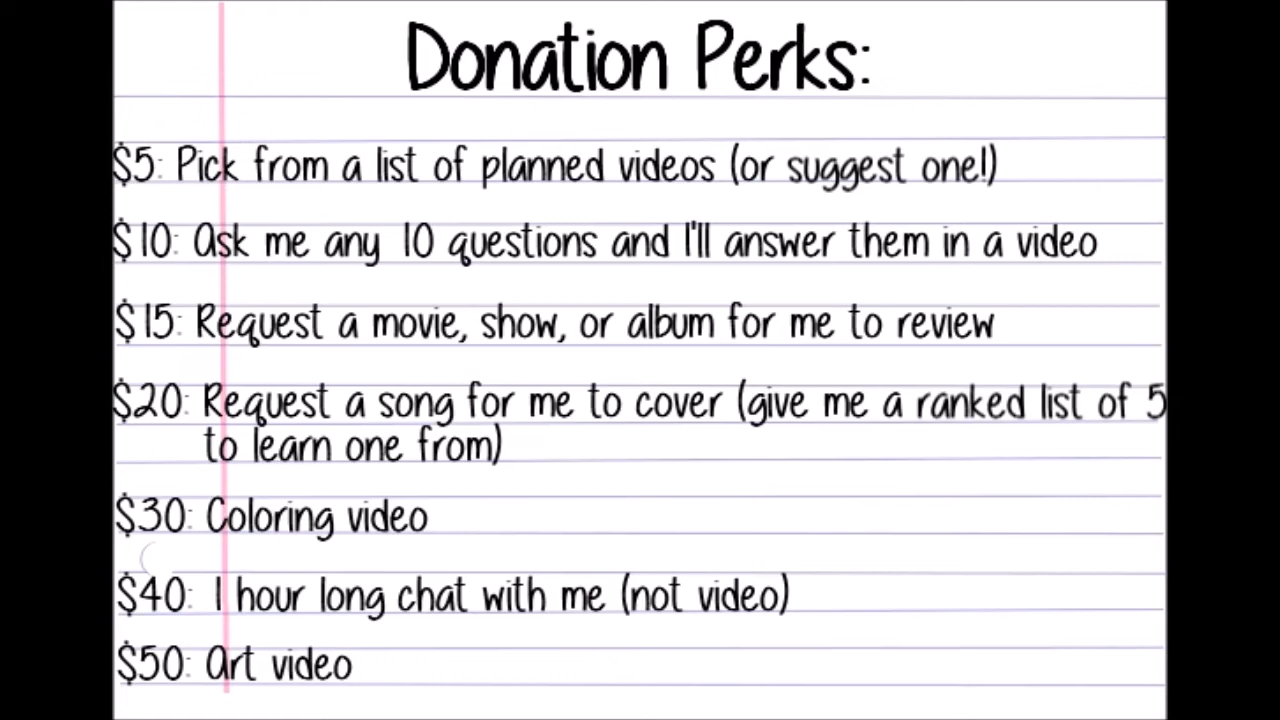 Donation Perks:
$5: Pick from a list of planned videos (or suggest one!)
$10: Ask me any 10 questions and I'll answer them in a video
$15: Request a movie, show, or album for me to review
$20: Request a song for me to cover (give me a ranked list of 5
to learn one from)
$30: Coloring video
$40: 1 hour long chat with me (not video)
$50: Art video